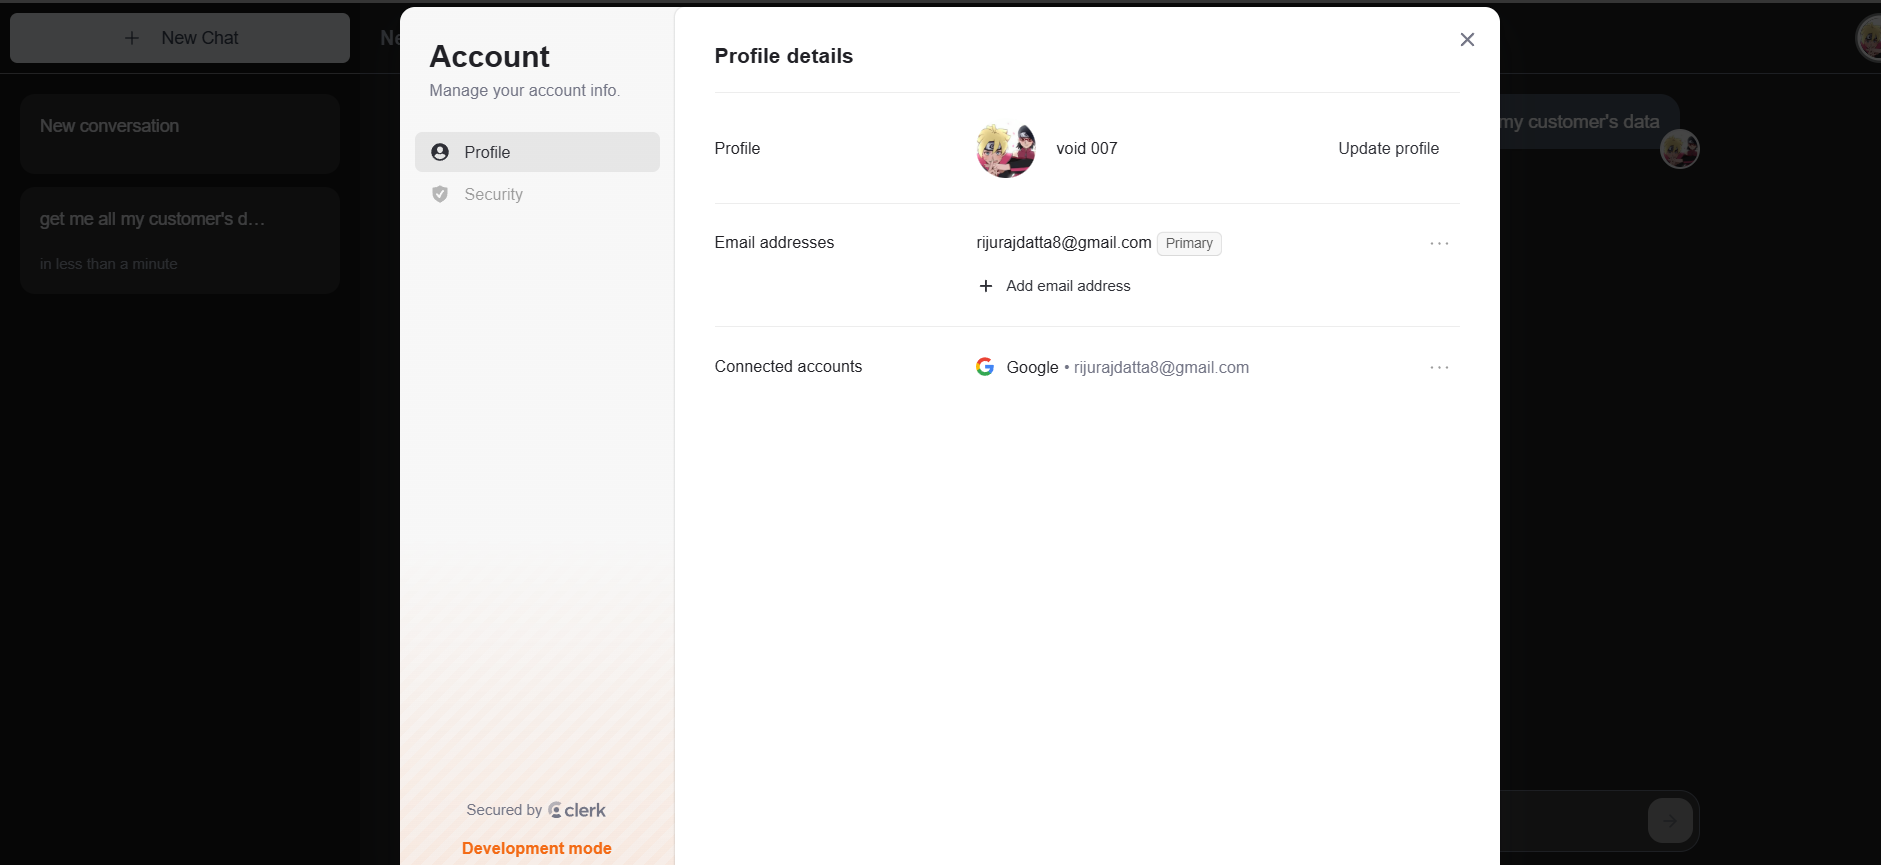 New Chat
Ne
New conversation
get me all my customer's d…
in less than a minute
my customer's data
Account
Manage your account info.
Profile
Security
Secured by clerk
Development mode
Profile details
Profile
void 007
Update profile
Email addresses
rijurajdatta8@gmail.com Primary
Add email address
Connected accounts
Google • rijurajdatta8@gmail.com